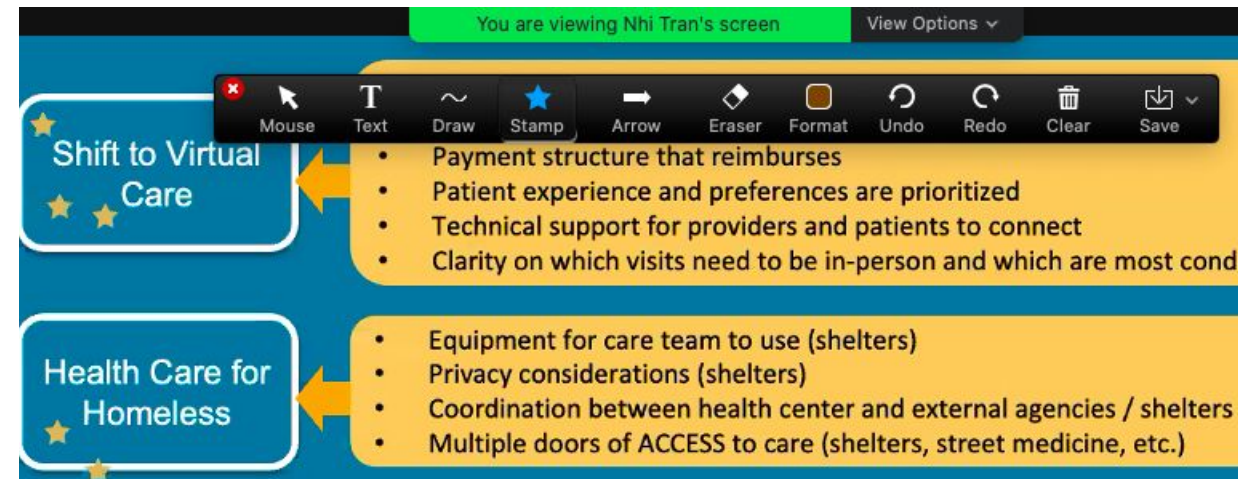 You are viewing Nhi Tran's screen
View Options
Mouse
Text
Draw
Stamp
Arrow
Eraser
Format
Undo
Redo
Clear
Save
Shift to Virtual
Care
• Payment structure that reimburses
• Patient experience and preferences are prioritized
• Technical support for providers and patients to connect
• Clarity on which visits need to be in-person and which are most cond
Health Care for
Homeless
• Equipment for care team to use (shelters)
• Privacy considerations (shelters)
• Coordination between health center and external agencies / shelters
• Multiple doors of ACCESS to care (shelters, street medicine, etc.)